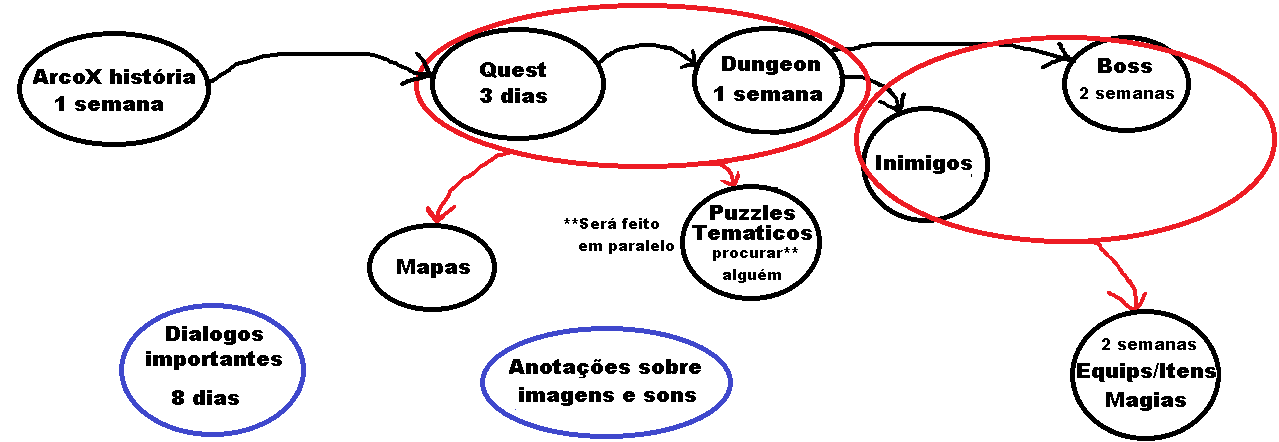 ArcoX história
1 semana
Quest
3 dias
Dungeon
1 semana
Boss
2 semanas
Inimigos
Mapas
**Será feito
em paralelo
Puzzles
Tematicos
procurar**
alguém
Dialogos
importantes
8 dias
Anotações sobre
imagens e sons
2 semanas
Equips/Itens
Magias